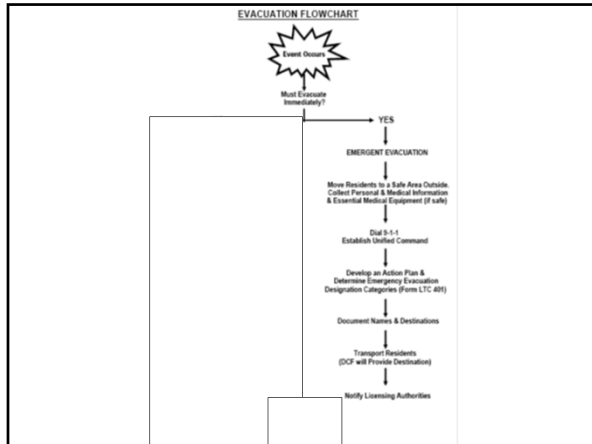 EVACUATION FLOWCHART
Event Occurs
Must Evacuate
Immediately?
YES
EMERGENT EVACUATION
Move Residents to a Safe Area Outside.
Collect Personal & Medical Information
& Essential Medical Equipment (if safe)
Dial 9-1-1
Establish Unified Command
Develop an Action Plan &
Determine Emergency Evacuation
Designation Categories (Form LTC 401)
Document Names & Destinations
Transport Residents
(DCF will Provide Destination)
Notify Licensing Authorities